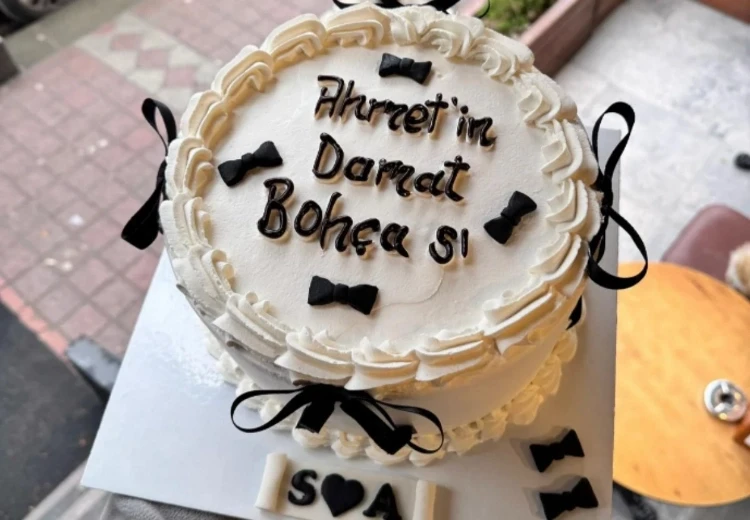 Ahmet'in
Damat
Bohça sı
S♥A